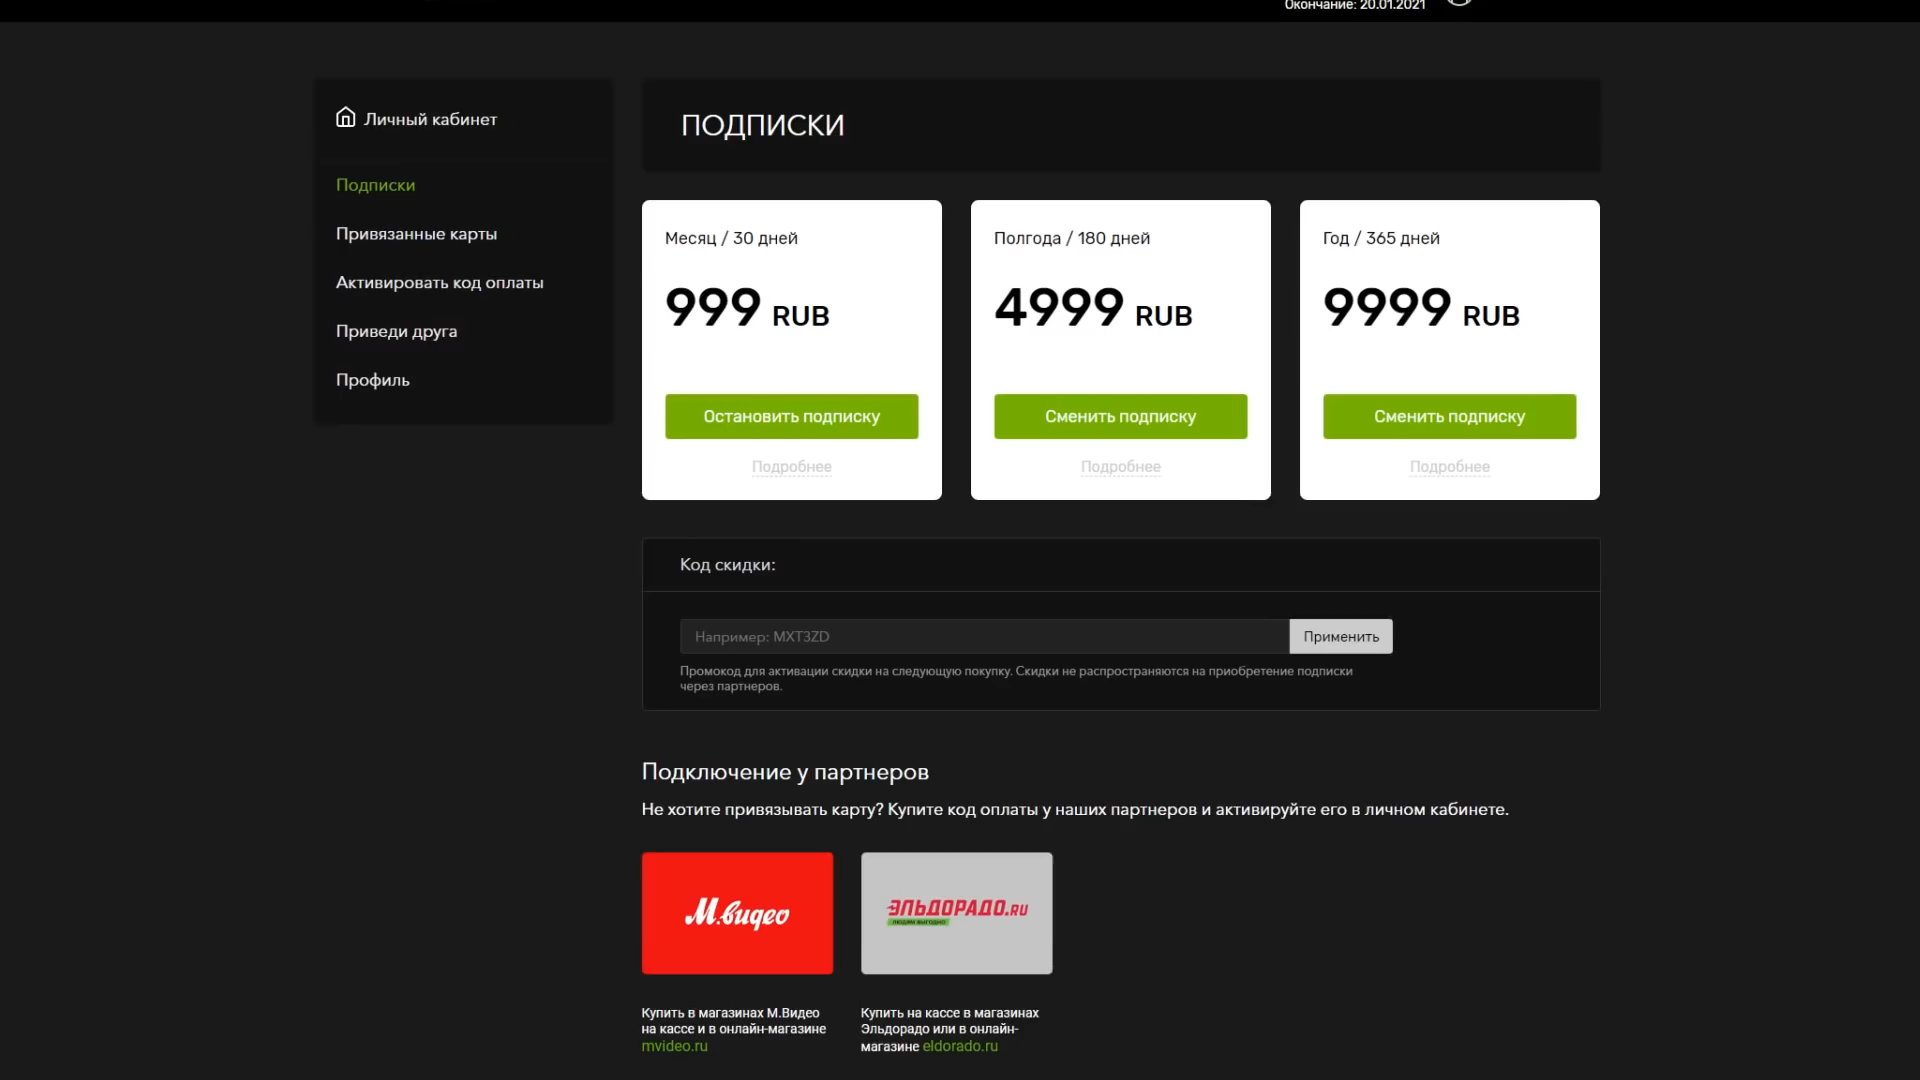 Окончание: 20.01.2021
Личный кабинет
Подписки
Привязанные карты
Активировать код оплаты
Приведи друга
Профиль
ПОДПИСКИ
Месяц / 30 дней
999 RUB
Остановить подписку
Подробнее
Полгода / 180 дней
4999 RUB
Сменить подписку
Подробнее
Год / 365 дней
9999 RUB
Сменить подписку
Подробнее
Код скидки:
Например: MXT3ZD
Применить
Промокод для активации скидки на следующую покупку. Скидки не распространяются на приобретение подписки
через партнеров.
Подключение у партнеров
Не хотите привязывать карту? Купите код оплаты у наших партнеров и активируйте его в личном кабинете.
М.видео
Купить в магазинах М.Видео
на кассе и в онлайн-магазине
mvideo.ru
ЭЛЬДОРАДО.RU
ЛЮДЯМ ВЫГОДНО
Купить на кассе в магазинах
Эльдорадо или в онлайн-
магазине eldorado.ru